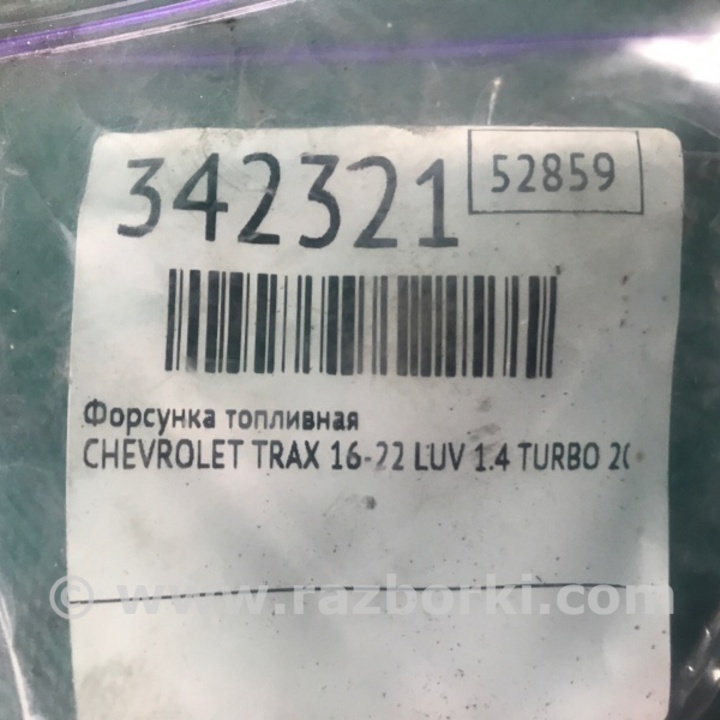 342321
52859
Форсунка топливная
CHEVROLET TRAX 16-22 LUV 1.4 TURBO
© www.razborki.com